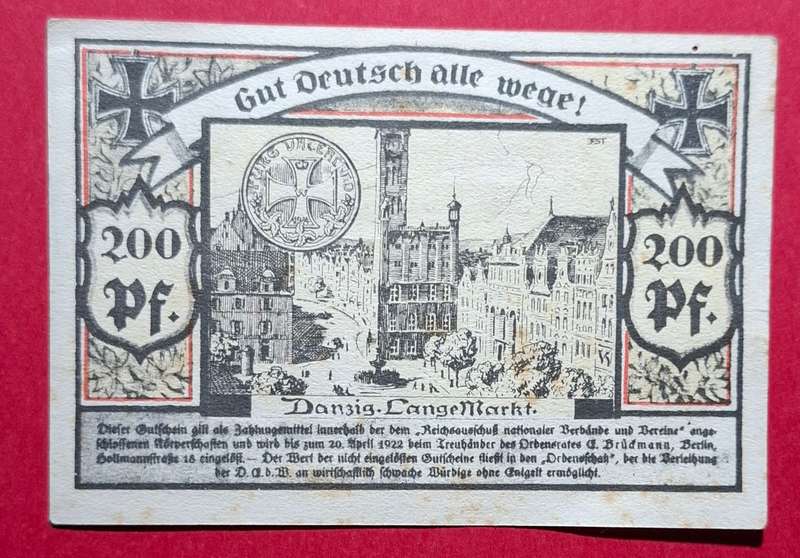 Gut Deutsch alle wege!
200 Pf.
200 Pf.
Danzig-Lange Markt.
Dieser Gutschein gilt als Zahlungsmittel innerhalb der dem „Reichsausschuß nationaler Verbände und Vereine" ange-
schlossenen Körperschaften und wird bis zum 20. April 1922 beim Treuhänder des Ordensrates E. Brückmann, Berlin,
Hollmannstraße 18 eingelöst. – Der Wert der nicht eingelösten Gutscheine fließt in den „Ordensschatz", der die Verleihung
der D. E. d. W. an wirtschaftlich schwache Würdige ohne Entgelt ermöglicht.